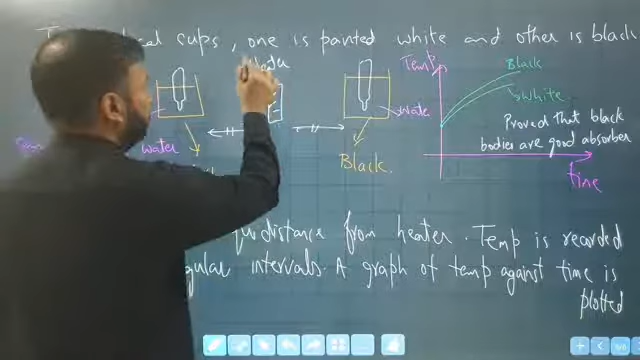 cups, one is painted white and other is black
Temp
Black
white
water
water
Black
Proved that black
bodies are good absorber
time
distance from heater. Temp is recorded
intervals. A graph of temp against time is
plotted